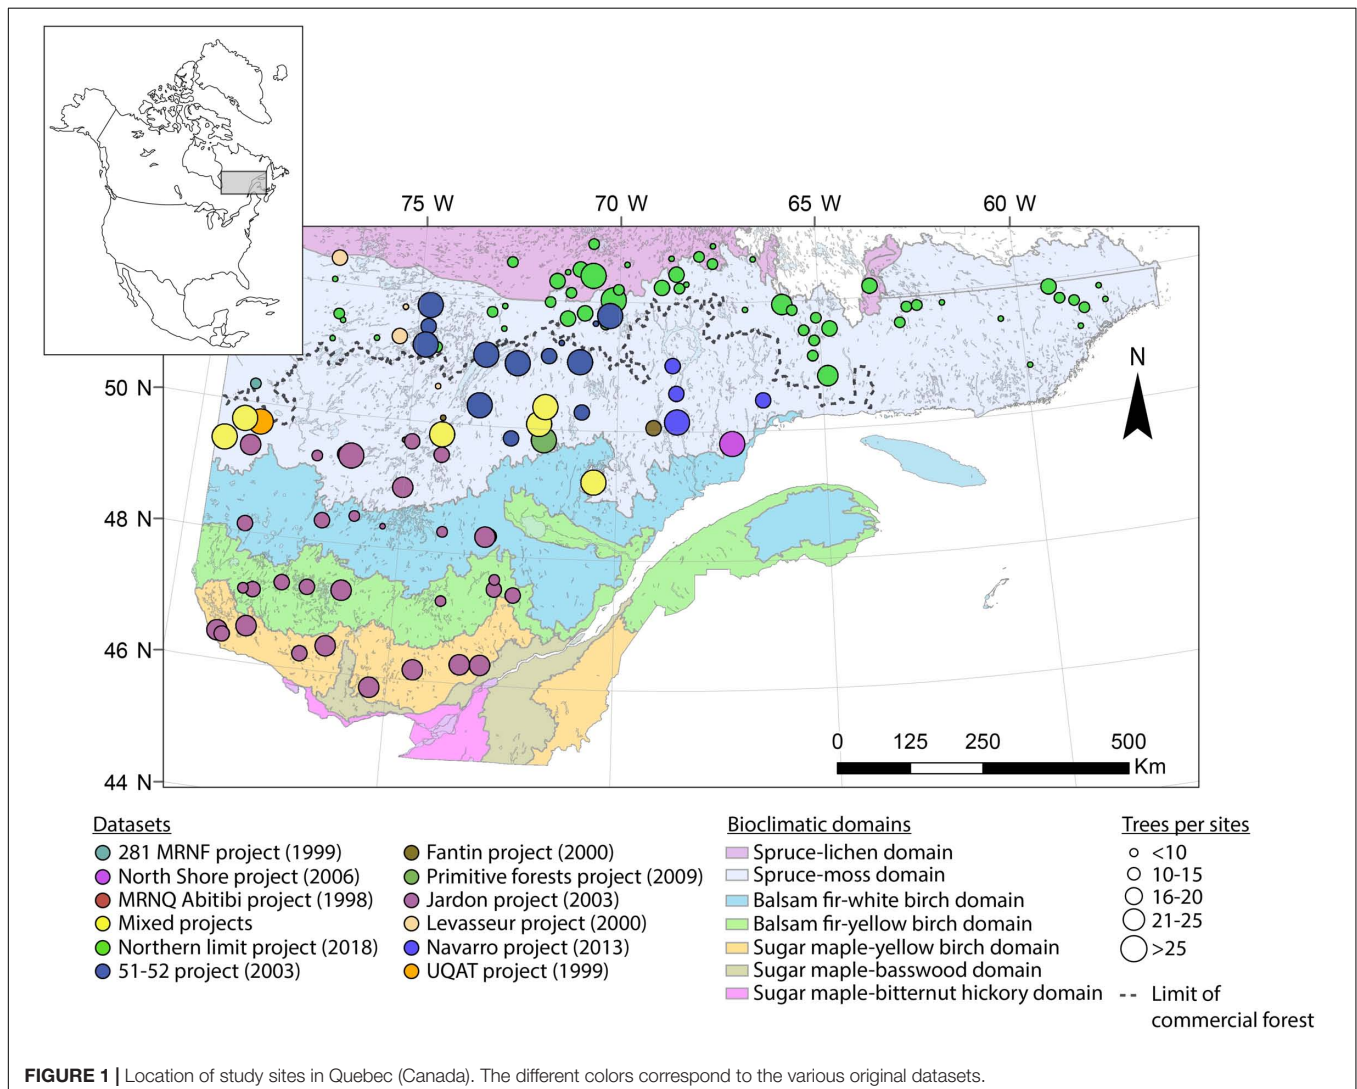 75 W 70 W 65 W 60 W
N
50 N
48 N
46 N
44 N
0 125 250 500
Km
Datasets
281 MRNF project (1999)
North Shore project (2006)
MRNQ Abitibi project (1998)
Mixed projects
Northern limit project (2018)
51-52 project (2003)
Fantin project (2000)
Primitive forests project (2009)
Jardon project (2003)
Levasseur project (2000)
Navarro project (2013)
UQAT project (1999)
Bioclimatic domains
Spruce-lichen domain
Spruce-moss domain
Balsam fir-white birch domain
Balsam fir-yellow birch domain
Sugar maple-yellow birch domain
Sugar maple-basswood domain
Sugar maple-bitternut hickory domain
Trees per sites
<10
10-15
16-20
21-25
>25
Limit of
commercial forest
FIGURE 1 | Location of study sites in Quebec (Canada). The different colors correspond to the various original datasets.